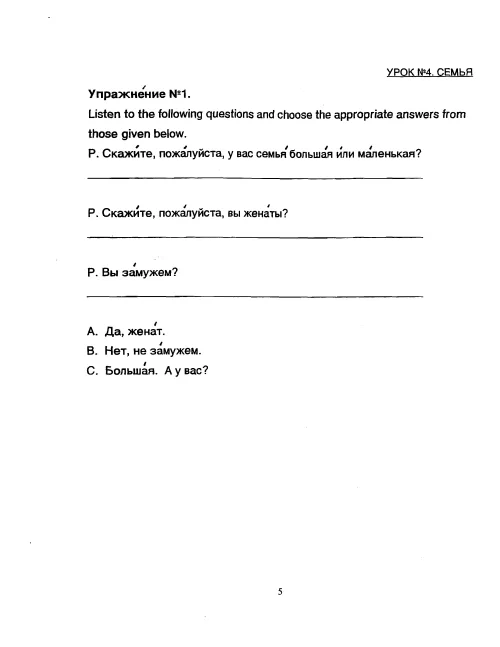 УРОК №4. СЕМЬЯ
Упражне́ние №1.
Listen to the following questions and choose the appropriate answers from
those given below.
Р. Скажи́те, пожа́луйста, у вас семья́ больша́я и́ли ма́ленькая?
Р. Скажи́те, пожа́луйста, вы жена́ты?
Р. Вы за́мужем?
А. Да, жена́т.
В. Нет, не за́мужем.
С. Больша́я. А у вас?
5